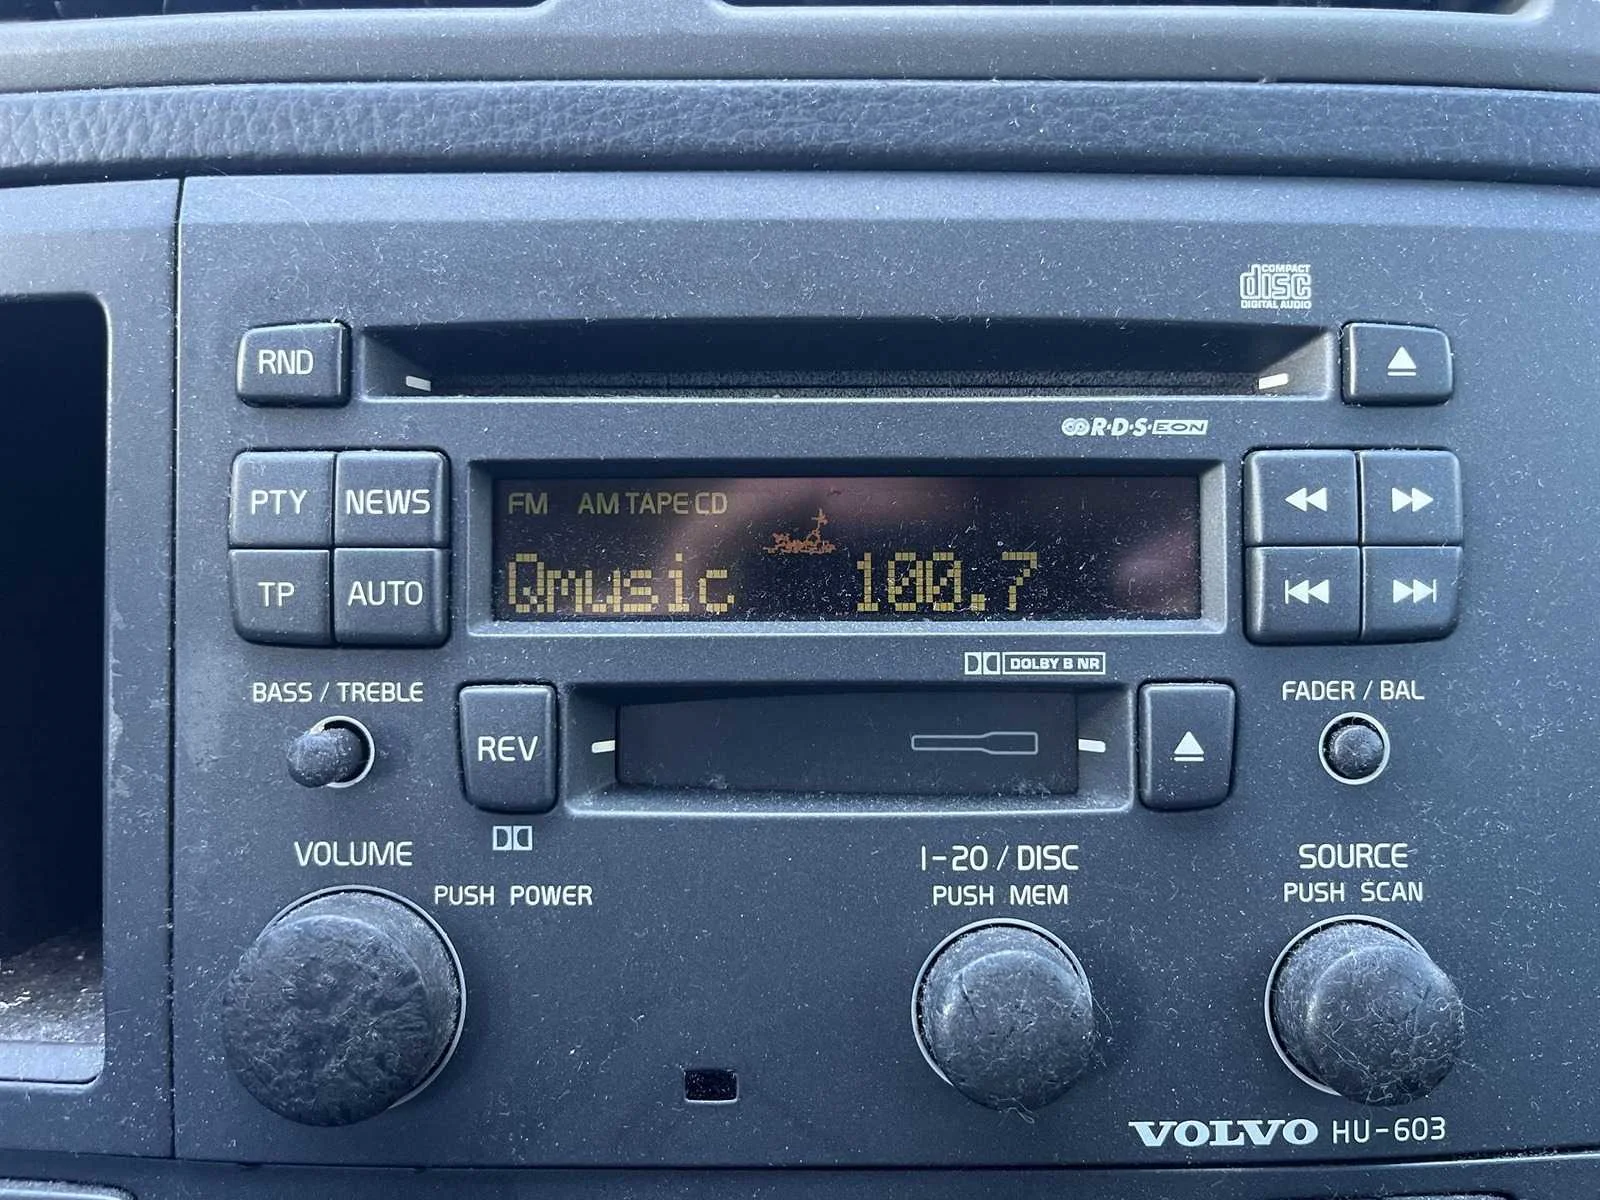 COMPACT
disc
DIGITAL AUDIO
RND
R·D·S·EON
PTY NEWS
FM AM TAPE CD
TP AUTO
Qmusic 100.7
DOLBY B NR
BASS / TREBLE
FADER / BAL
REV
VOLUME
1-20 / DISC
SOURCE
PUSH POWER
PUSH MEM
PUSH SCAN
VOLVO HU-603